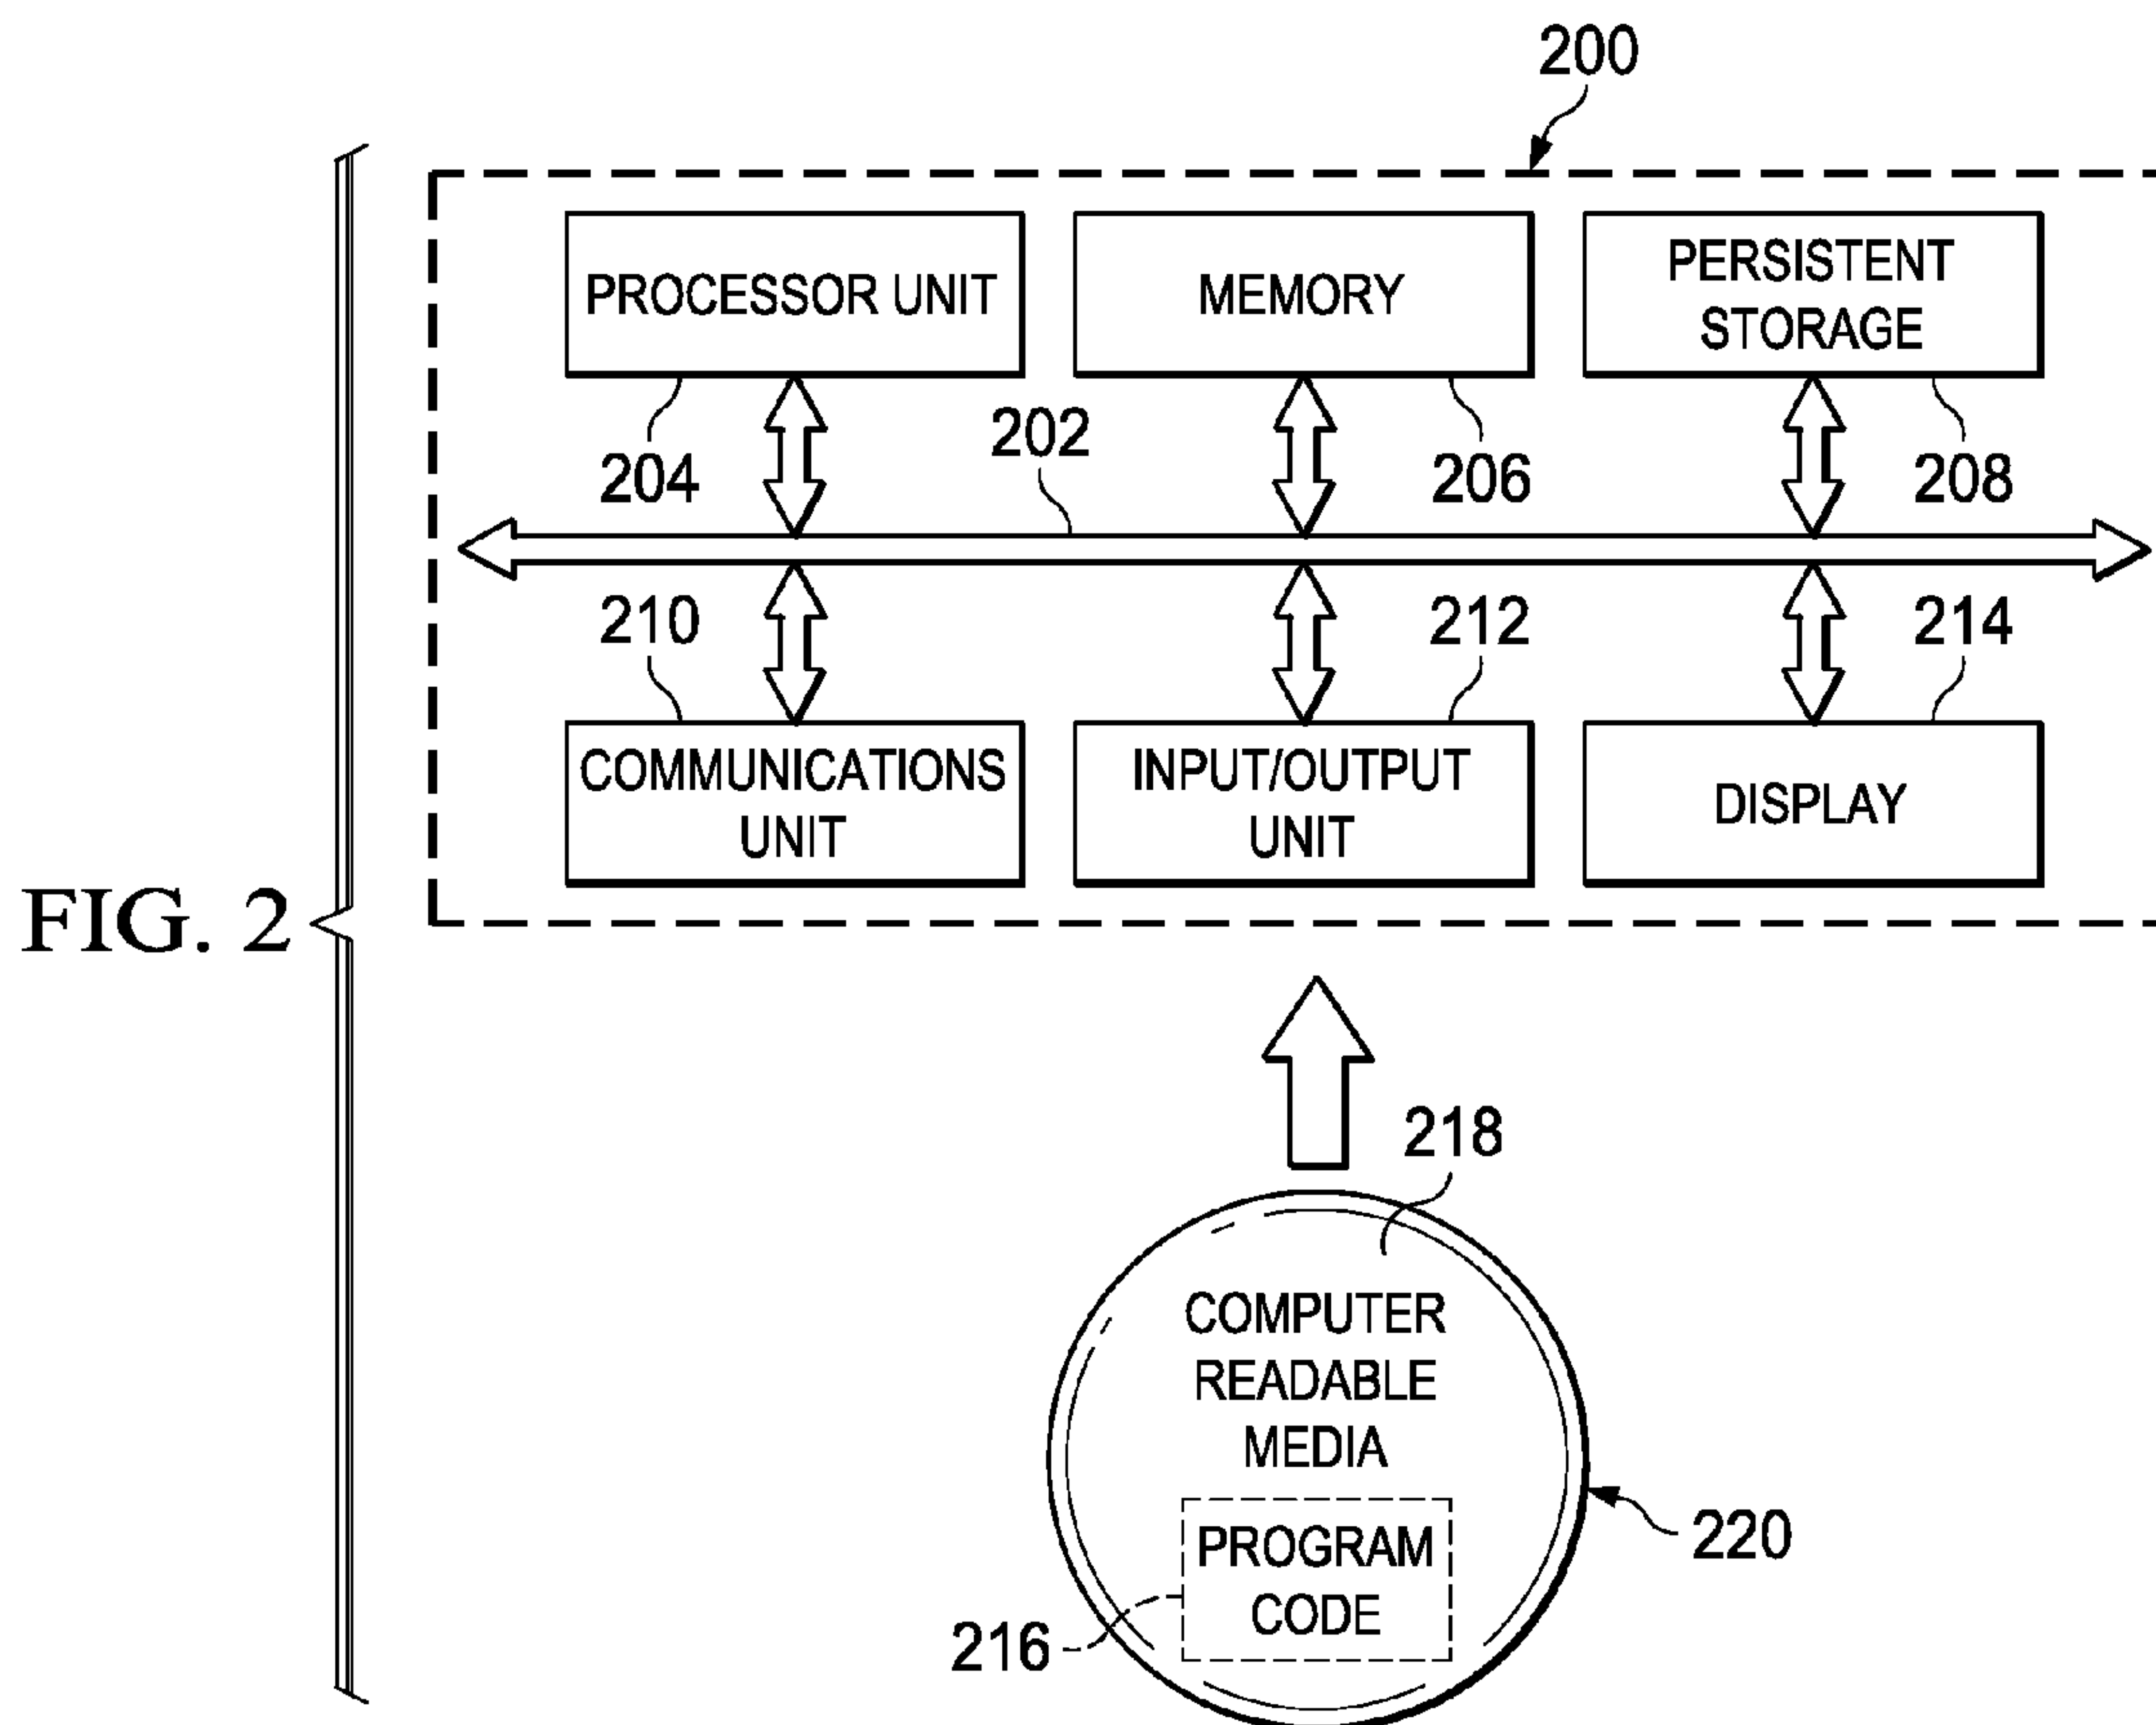 200
PROCESSOR UNIT
MEMORY
PERSISTENT
STORAGE
204
202
206
208
210
212
214
COMMUNICATIONS
UNIT
INPUT/OUTPUT
UNIT
DISPLAY
FIG. 2
218
COMPUTER
READABLE
MEDIA
PROGRAM
CODE
220
216